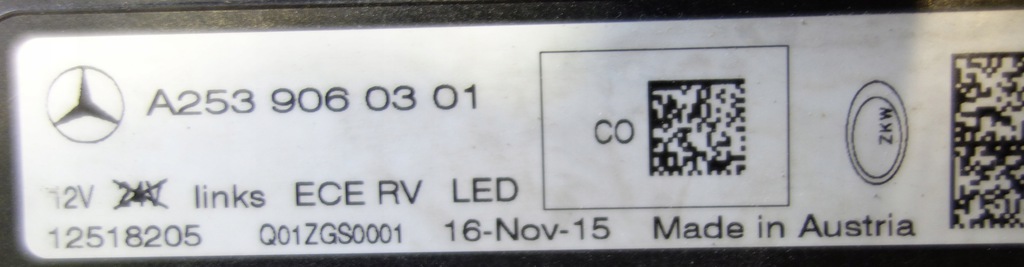 A253 906 03 01
CO
ZKW
12V 24V links ECE RV LED
12518205 Q01ZGS0001 16-Nov-15 Made in Austria